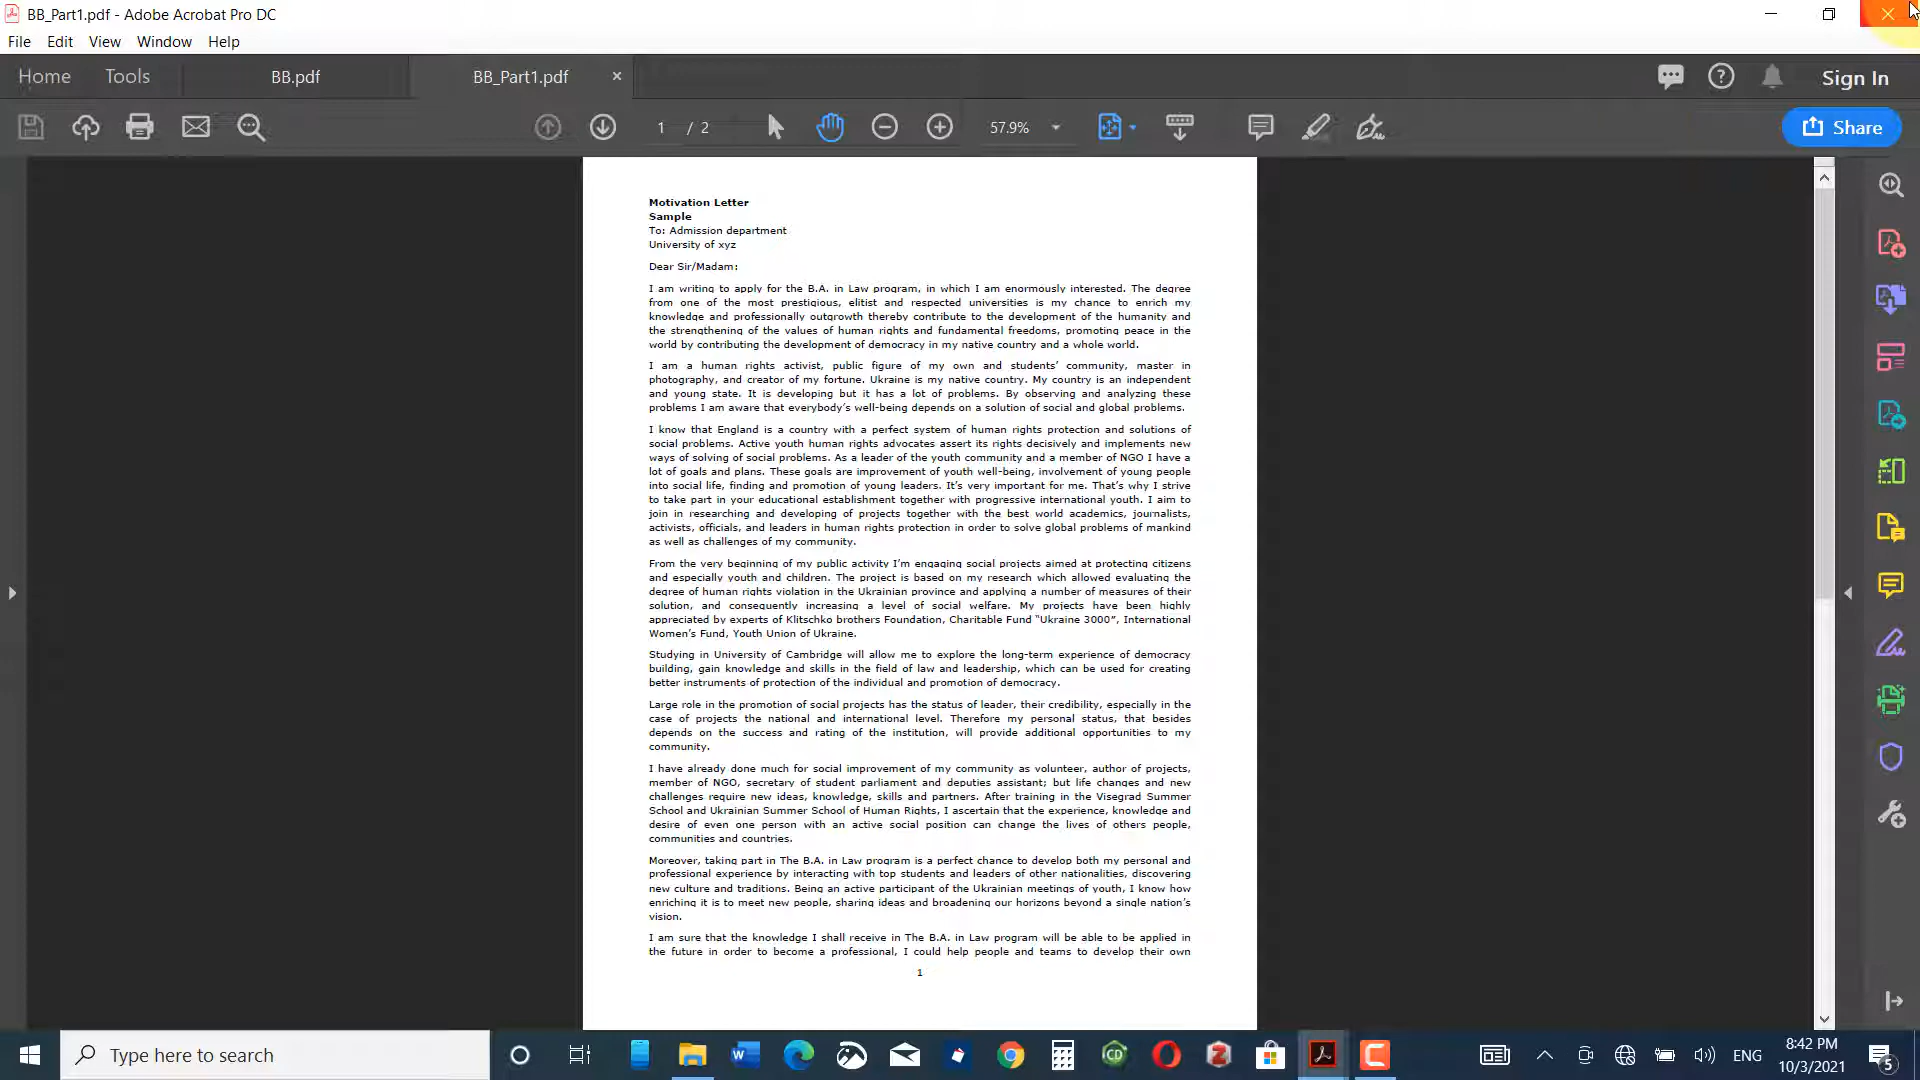 BB_Part1.pdf - Adobe Acrobat Pro DC
File Edit View Window Help
Home Tools BB.pdf BB_Part1.pdf × Sign In
1 / 2 57.9% Share
Motivation Letter
Sample
To: Admission department
University of xyz
Dear Sir/Madam:
I am writing to apply for the B.A. in Law program, in which I am enormously interested. The degree
from one of the most prestigious, elitist and respected universities is my chance to enrich my
knowledge and professionally outgrowth thereby contribute to the development of the humanity and
the strengthening of the values of human rights and fundamental freedoms, promoting peace in the
world by contributing the development of democracy in my native country and a whole world.
I am a human rights activist, public figure of my own and students’ community, master in
photography, and creator of my fortune. Ukraine is my native country. My country is an independent
and young state. It is developing but it has a lot of problems. By observing and analyzing these
problems I am aware that everybody’s well-being depends on a solution of social and global problems.
I know that England is a country with a perfect system of human rights protection and solutions of
social problems. Active youth human rights advocates assert its rights decisively and implements new
ways of solving of social problems. As a leader of the youth community and a member of NGO I have a
lot of goals and plans. These goals are improvement of youth well-being, involvement of young people
into social life, finding and promotion of young leaders. It’s very important for me. That’s why I strive
to take part in your educational establishment together with progressive international youth. I aim to
join in researching and developing of projects together with the best world academics, journalists,
activists, officials, and leaders in human rights protection in order to solve global problems of mankind
as well as challenges of my community.
From the very beginning of my public activity I’m engaging social projects aimed at protecting citizens
and especially youth and children. The project is based on my research which allowed evaluating the
degree of human rights violation in the Ukrainian province and applying a number of measures of their
solution, and consequently increasing a level of social welfare. My projects have been highly
appreciated by experts of Klitschko brothers Foundation, Charitable Fund “Ukraine 3000”, International
Women’s Fund, Youth Union of Ukraine.
Studying in University of Cambridge will allow me to explore the long-term experience of democracy
building, gain knowledge and skills in the field of law and leadership, which can be used for creating
better instruments of protection of the individual and promotion of democracy.
Large role in the promotion of social projects has the status of leader, their credibility, especially in the
case of projects the national and international level. Therefore my personal status, that besides
depends on the success and rating of the institution, will provide additional opportunities to my
community.
I have already done much for social improvement of my community as volunteer, author of projects,
member of NGO, secretary of student parliament and deputies assistant; but life changes and new
challenges require new ideas, knowledge, skills and partners. After training in the Visegrad Summer
School and Ukrainian Summer School of Human Rights, I ascertain that the experience, knowledge and
desire of even one person with an active social position can change the lives of others people,
communities and countries.
Moreover, taking part in The B.A. in Law program is a perfect chance to develop both my personal and
professional experience by interacting with top students and leaders of other nationalities, discovering
new culture and traditions. Being an active participant of the Ukrainian meetings of youth, I know how
enriching it is to meet new people, sharing ideas and broadening our horizons beyond a single nation’s
vision.
I am sure that the knowledge I shall receive in The B.A. in Law program will be able to be applied in
the future in order to become a professional, I could help people and teams to develop their own
1
Type here to search
ENG
8:42 PM
10/3/2021
5